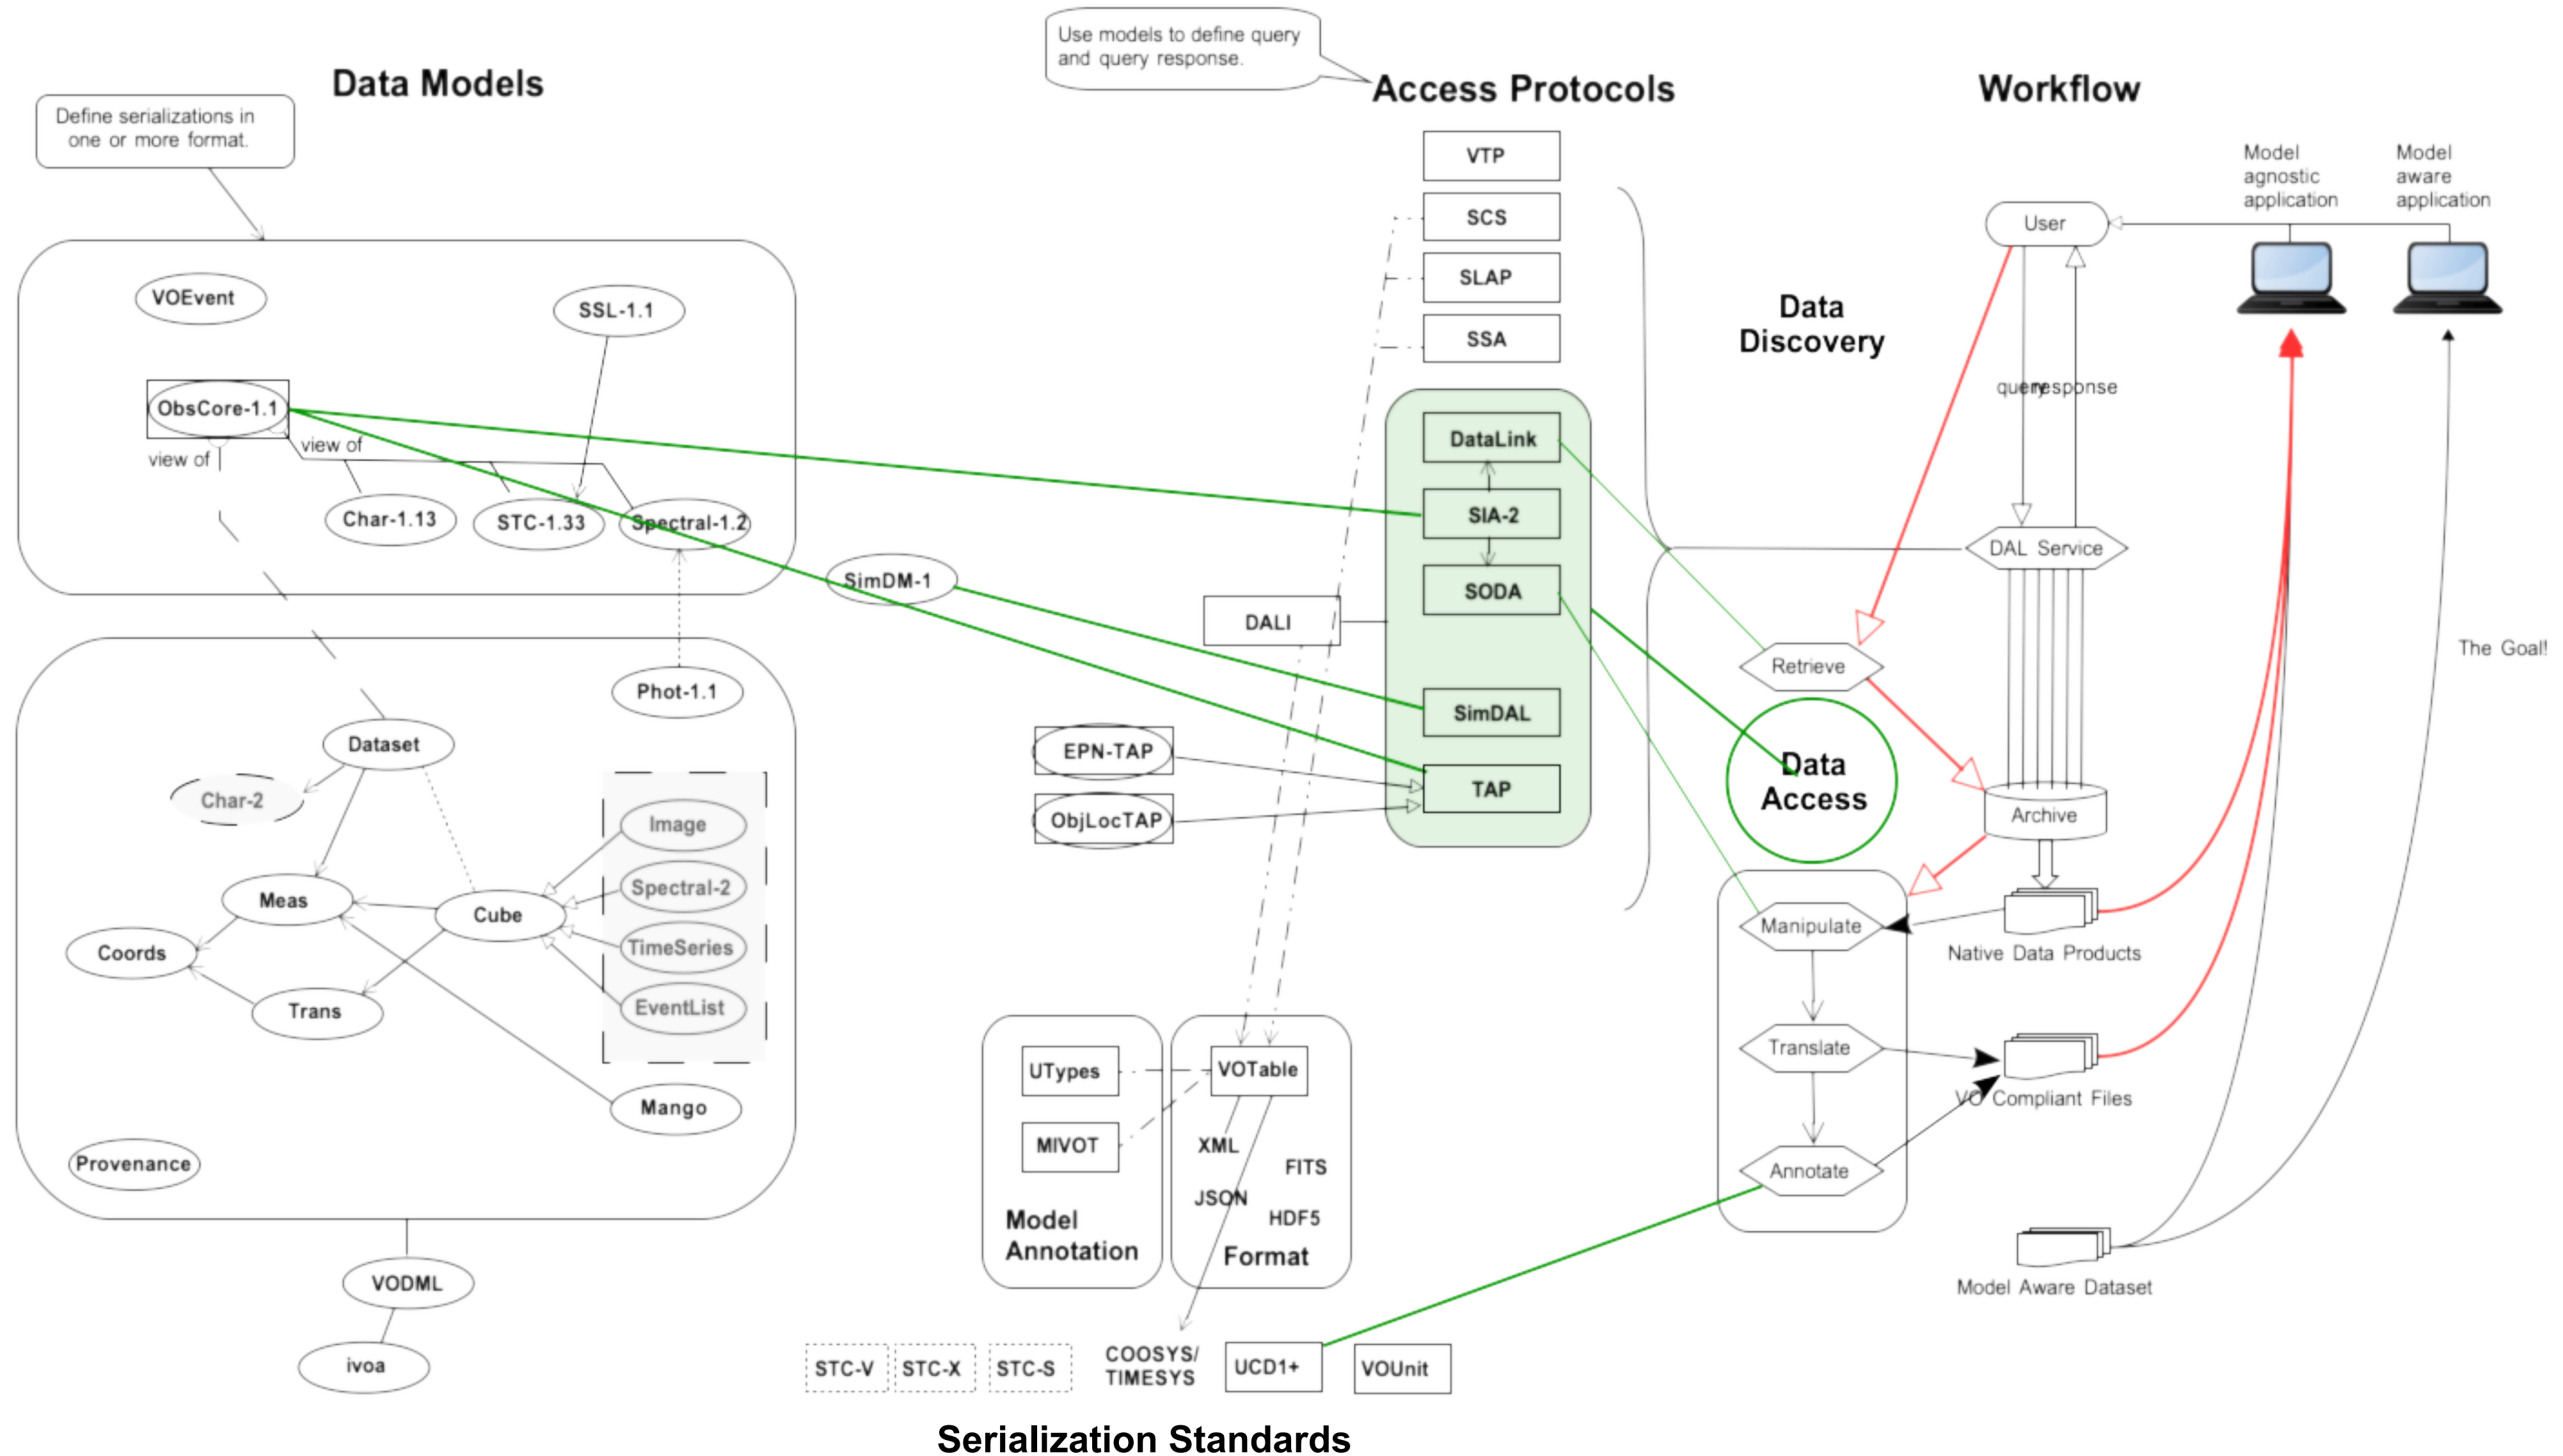 Use models to define query
and query response.
Data Models
Access Protocols
Workflow
Define serializations in
one or more format.
VOEvent
SSL-1.1
ObsCore-1.1
view of
view of
Char-1.13
STC-1.33
Spectral-1.2
SimDM-1
Phot-1.1
Dataset
Char-2
Image
Spectral-2
TimeSeries
EventList
Meas
Cube
Coords
Trans
Mango
Provenance
VODML
ivoa
VTP
SCS
SLAP
SSA
DataLink
SIA-2
SODA
DALI
SimDAL
EPN-TAP
TAP
ObjLocTAP
UTypes
MIVOT
Model
Annotation
VOTable
XML
FITS
JSON
HDF5
Format
STC-V
STC-X
STC-S
COOSYS/
TIMESYS
UCD1+
VOUnit
Serialization Standards
Model
agnostic
application
Model
aware
application
User
Data
Discovery
query
response
DAL Service
Retrieve
The Goal!
Data
Access
Archive
Manipulate
Native Data Products
Translate
VO Compliant Files
Annotate
Model Aware Dataset